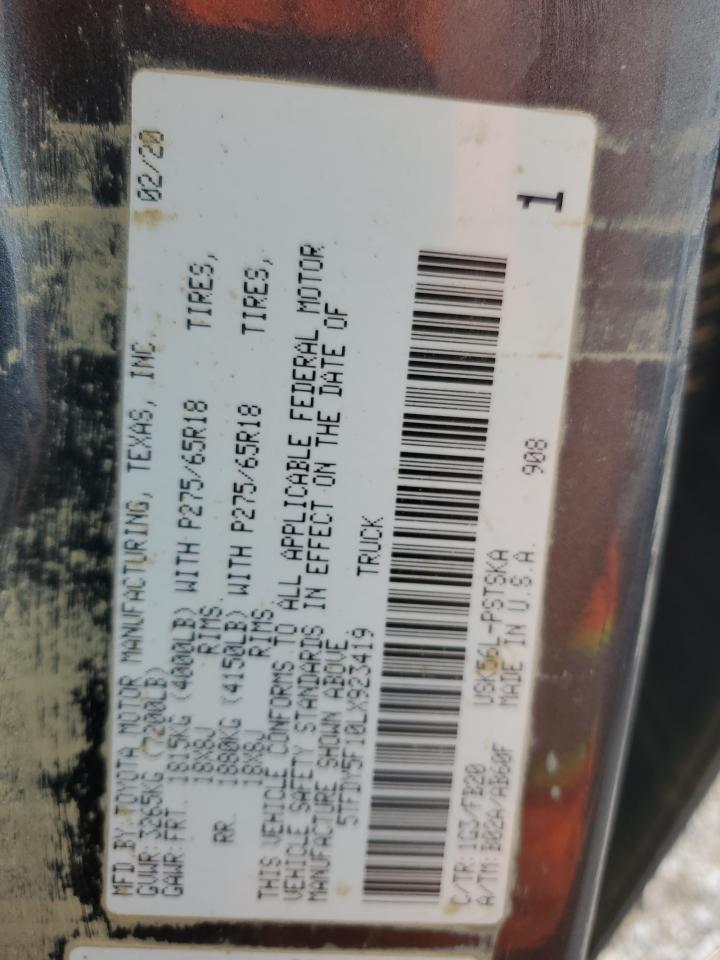 MFD BY: TOYOTA MOTOR MANUFACTURING, TEXAS, INC. 02/20
GVWR: 3265KG (7200LB)
GAWR: FRT. 1815KG (4000LB) WITH P275/65R18 TIRES,
18X8J RIMS
RR. 1880KG (4150LB) WITH P275/65R18 TIRES,
18X8J RIMS
THIS VEHICLE CONFORMS TO ALL APPLICABLE FEDERAL MOTOR
VEHICLE SAFETY STANDARDS IN EFFECT ON THE DATE OF
MANUFACTURE SHOWN ABOVE.
5TFDY5F10LX923419 TRUCK
C/TR: 1G3/FB20 USK56L-PSTSKA
A/TM: B02A/AB60F MADE IN U.S.A. 908
1